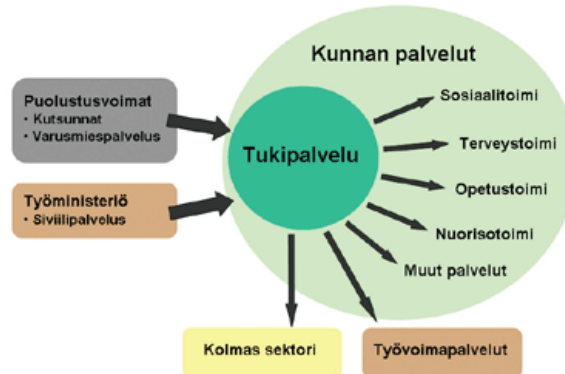 Kunnan palvelut
Puolustusvoimat
• Kutsunnat
• Varusmiespalvelus
Työministeriö
• Siviilipalvelus
Tukipalvelu
Sosiaalitoimi
Terveystoimi
Opetustoimi
Nuorisotoimi
Muut palvelut
Kolmas sektori
Työvoimapalvelut